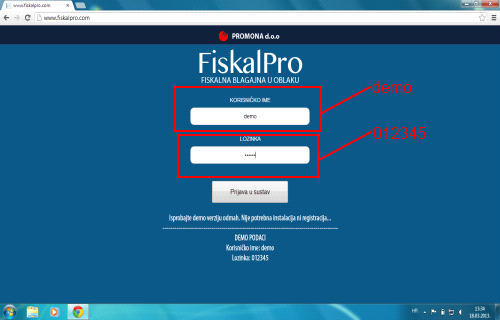 www.fiskalpro.com
www.fiskalpro.com
PROMONA d.o.o
FiskalPro
FISKALNA BLAGAJNA U OBLAKU
KORISNIČKO IME
demo
demo
LOZINKA
012345
Prijava u sustav
Isprobajte demo verziju odmah. Nije potrebna instalacija ni registracija...
DEMO PODACI
Korisničko ime: demo
Lozinka: 012345
HR
13:39
18.03.2013.